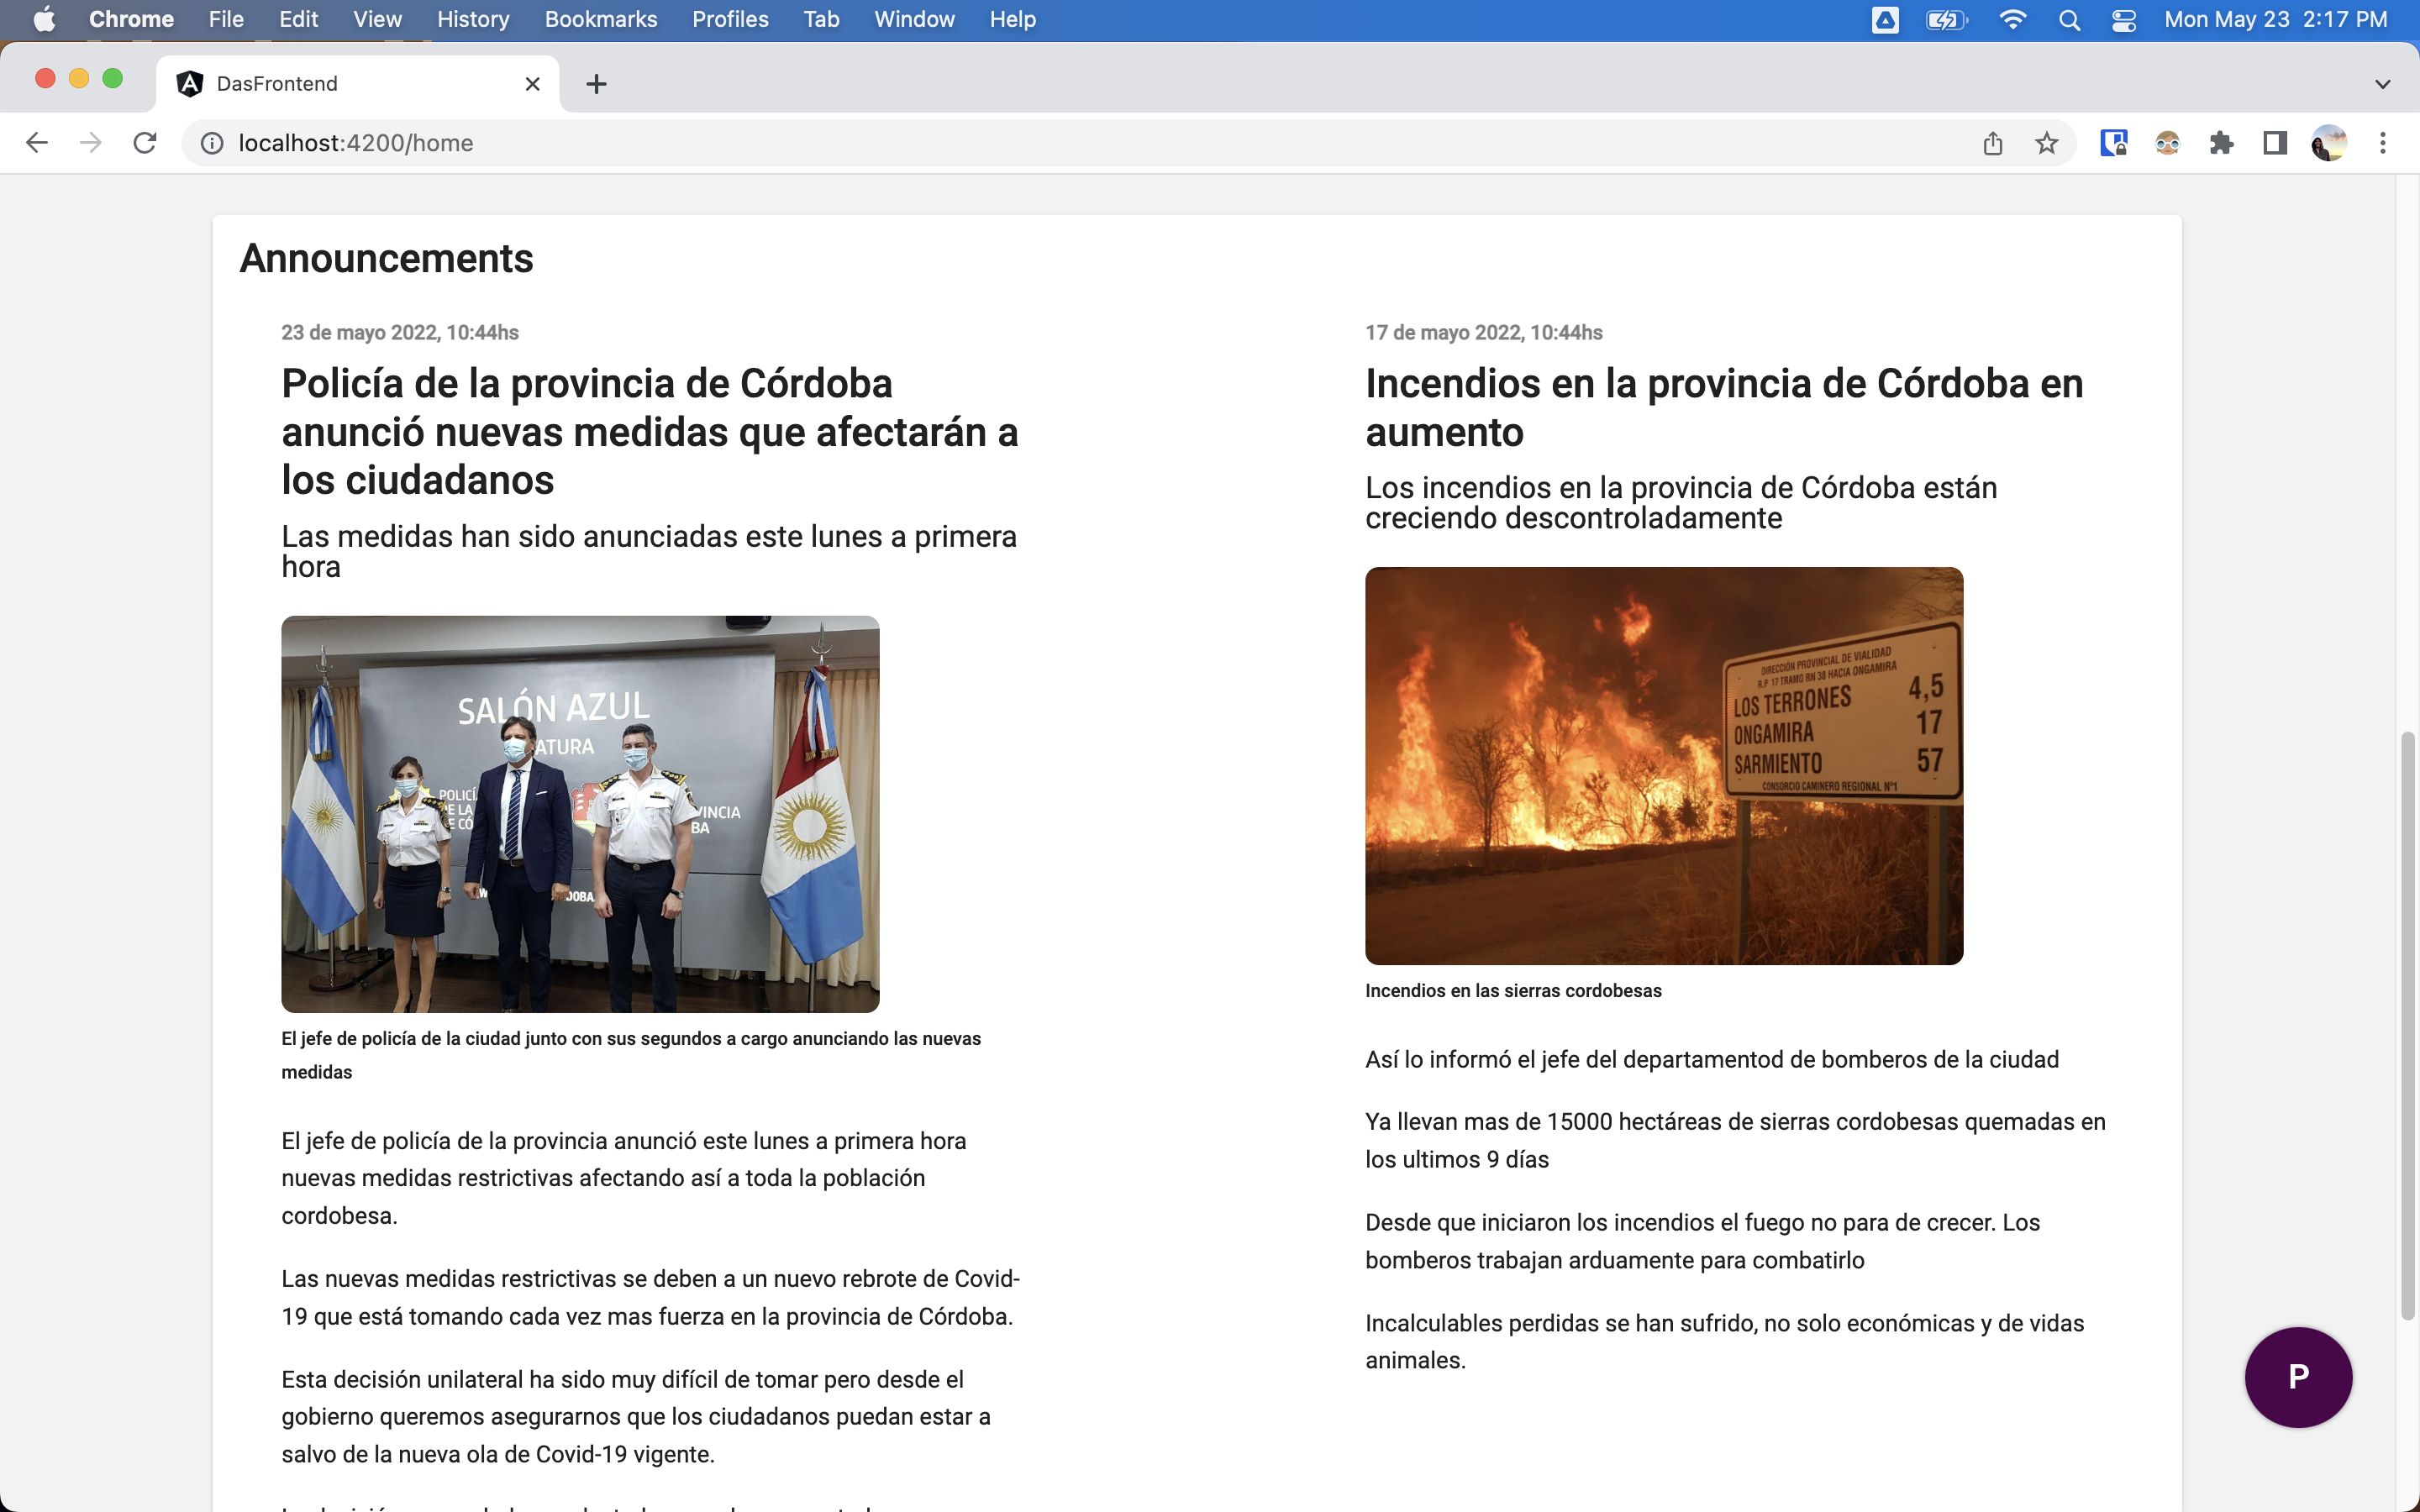 Chrome File Edit View History Bookmarks Profiles Tab Window Help Mon May 23 2:17 PM
DasFrontend
localhost:4200/home
Announcements
23 de mayo 2022, 10:44hs
Policía de la provincia de Córdoba
anunció nuevas medidas que afectarán a
los ciudadanos
Las medidas han sido anunciadas este lunes a primera
hora
SALÓN AZUL
ATURA
POLICÍ
E LA
E CÓ
VINCIA
BA
DOBA
El jefe de policía de la ciudad junto con sus segundos a cargo anunciando las nuevas
medidas
El jefe de policía de la provincia anunció este lunes a primera hora
nuevas medidas restrictivas afectando así a toda la población
cordobesa.
Las nuevas medidas restrictivas se deben a un nuevo rebrote de Covid-
19 que está tomando cada vez mas fuerza en la provincia de Córdoba.
Esta decisión unilateral ha sido muy difícil de tomar pero desde el
gobierno queremos asegurarnos que los ciudadanos puedan estar a
salvo de la nueva ola de Covid-19 vigente.
17 de mayo 2022, 10:44hs
Incendios en la provincia de Córdoba en
aumento
Los incendios en la provincia de Córdoba están
creciendo descontroladamente
DIRECCIÓN PROVINCIAL DE VIALIDAD
R.P 17 TRAMO RN 38 HACIA ONGAMIRA
LOS TERRONES 4,5
ONGAMIRA 17
SARMIENTO 57
CONSORCIO CAMINERO REGIONAL Nº1
Incendios en las sierras cordobesas
Así lo informó el jefe del departamentod de bomberos de la ciudad
Ya llevan mas de 15000 hectáreas de sierras cordobesas quemadas en
los ultimos 9 días
Desde que iniciaron los incendios el fuego no para de crecer. Los
bomberos trabajan arduamente para combatirlo
Incalculables perdidas se han sufrido, no solo económicas y de vidas
animales.
P